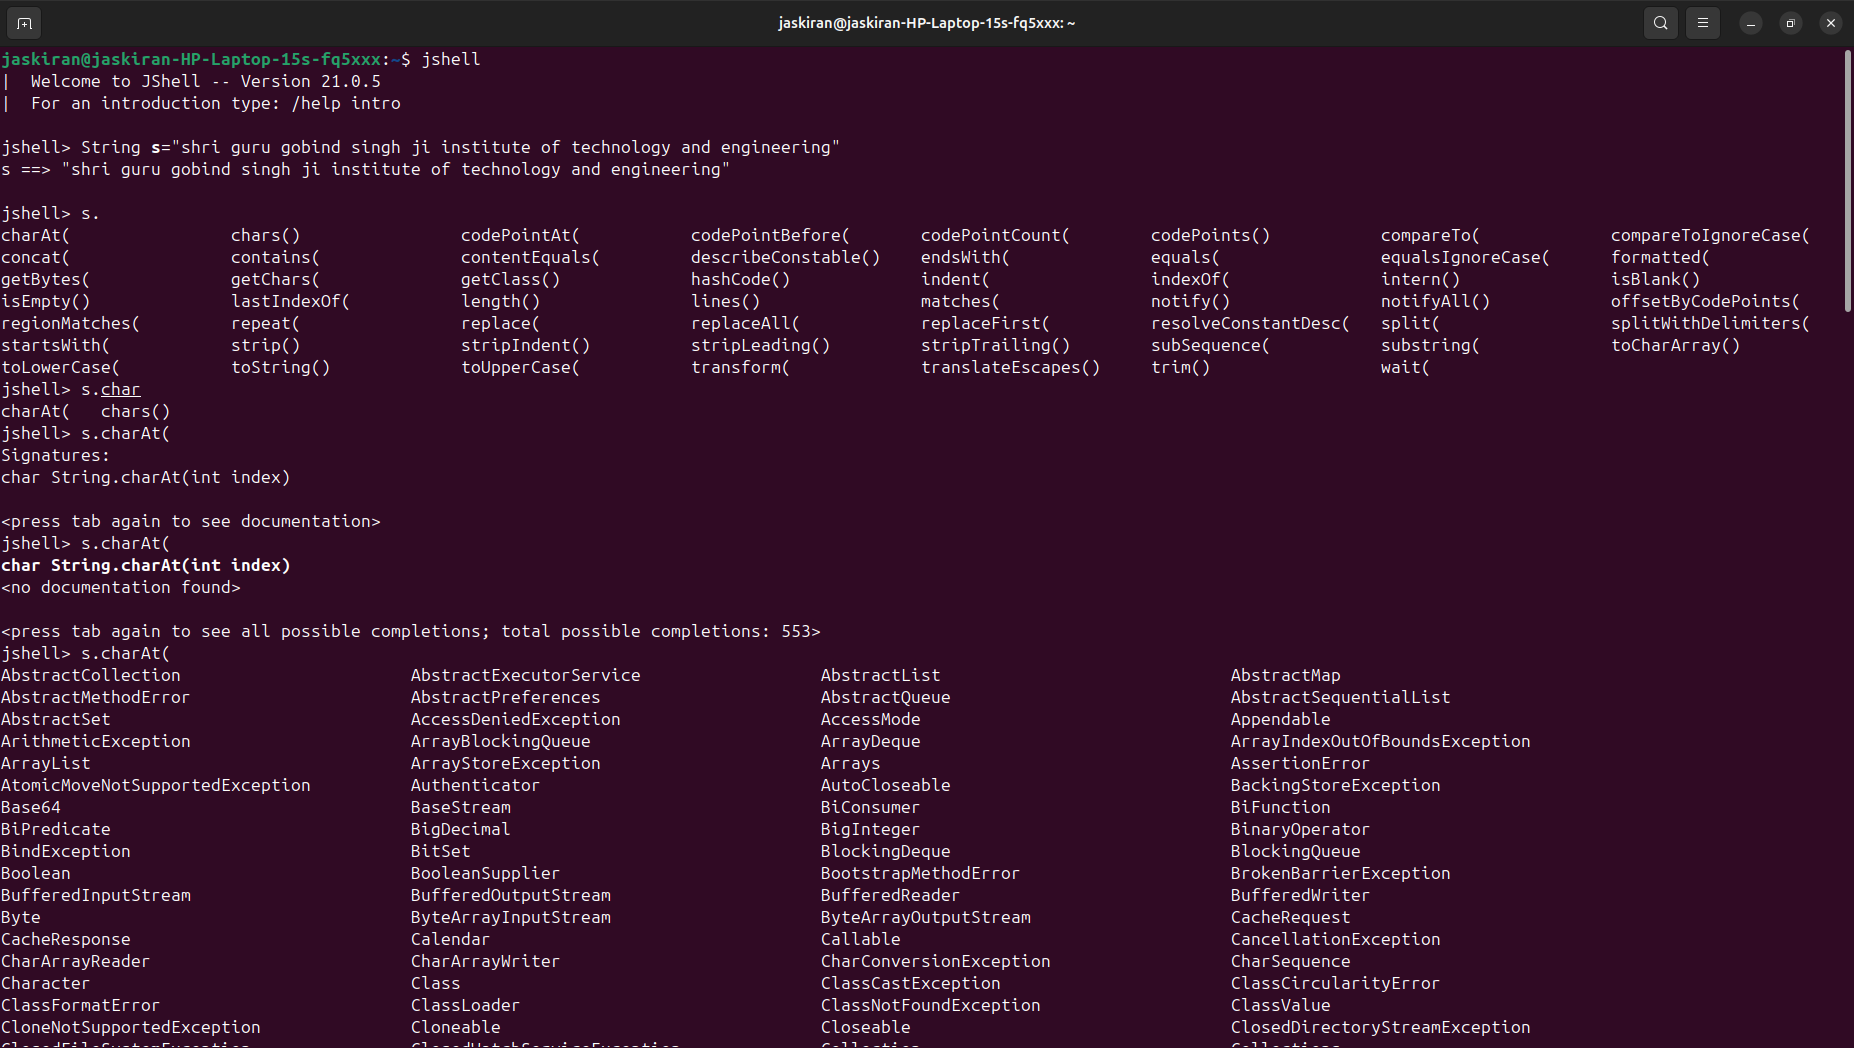 jaskiran@jaskiran-HP-Laptop-15s-fq5xxx: ~
jaskiran@jaskiran-HP-Laptop-15s-fq5xxx:~$ jshell
|  Welcome to JShell -- Version 21.0.5
|  For an introduction type: /help intro
jshell> String s="shri guru gobind singh ji institute of technology and engineering"
s ==> "shri guru gobind singh ji institute of technology and engineering"
jshell> s.
charAt( chars() codePointAt( codePointBefore( codePointCount( codePoints() compareTo( compareToIgnoreCase(
concat( contains( contentEquals( describeConstable() endsWith( equals( equalsIgnoreCase( formatted(
getBytes( getChars( getClass() hashCode() indent( indexOf( intern() isBlank()
isEmpty() lastIndexOf( length() lines() matches( notify() notifyAll() offsetByCodePoints(
regionMatches( repeat( replace( replaceAll( replaceFirst( resolveConstantDesc( split( splitWithDelimiters(
startsWith( strip() stripIndent() stripLeading() stripTrailing() subSequence( substring( toCharArray()
toLowerCase( toString() toUpperCase( transform( translateEscapes() trim() wait(
jshell> s.char
charAt( chars()
jshell> s.charAt(
Signatures:
char String.charAt(int index)
<press tab again to see documentation>
jshell> s.charAt(
char String.charAt(int index)
<no documentation found>
<press tab again to see all possible completions; total possible completions: 553>
jshell> s.charAt(
AbstractCollection AbstractExecutorService AbstractList AbstractMap
AbstractMethodError AbstractPreferences AbstractQueue AbstractSequentialList
AbstractSet AccessDeniedException AccessMode Appendable
ArithmeticException ArrayBlockingQueue ArrayDeque ArrayIndexOutOfBoundsException
ArrayList ArrayStoreException Arrays AssertionError
AtomicMoveNotSupportedException Authenticator AutoCloseable BackingStoreException
Base64 BaseStream BiConsumer BiFunction
BiPredicate BigDecimal BigInteger BinaryOperator
BindException BitSet BlockingDeque BlockingQueue
Boolean BooleanSupplier BootstrapMethodError BrokenBarrierException
BufferedInputStream BufferedOutputStream BufferedReader BufferedWriter
Byte ByteArrayInputStream ByteArrayOutputStream CacheRequest
CacheResponse Calendar Callable CancellationException
CharArrayReader CharArrayWriter CharConversionException CharSequence
Character Class ClassCastException ClassCircularityError
ClassFormatError ClassLoader ClassNotFoundException ClassValue
CloneNotSupportedException Cloneable Closeable ClosedDirectoryStreamException